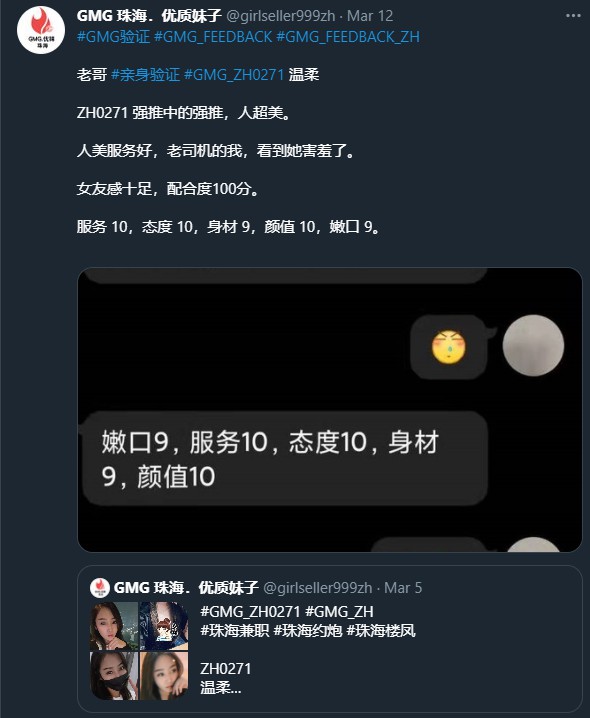 GMG 珠海．优质妹子 @girlseller999zh · Mar 12
#GMG验证 #GMG_FEEDBACK #GMG_FEEDBACK_ZH
老哥 #亲身验证 #GMG_ZH0271 温柔
ZH0271 强推中的强推，人超美。
人美服务好，老司机的我，看到她害羞了。
女友感十足，配合度100分。
服务 10，态度 10，身材 9，颜值 10，嫩口 9。
嫩口9，服务10，态度10，身材
9，颜值10
GMG 珠海．优质妹子 @girlseller999zh · Mar 5
#GMG_ZH0271 #GMG_ZH
#珠海兼职 #珠海约炮 #珠海楼凤
ZH0271
温柔...